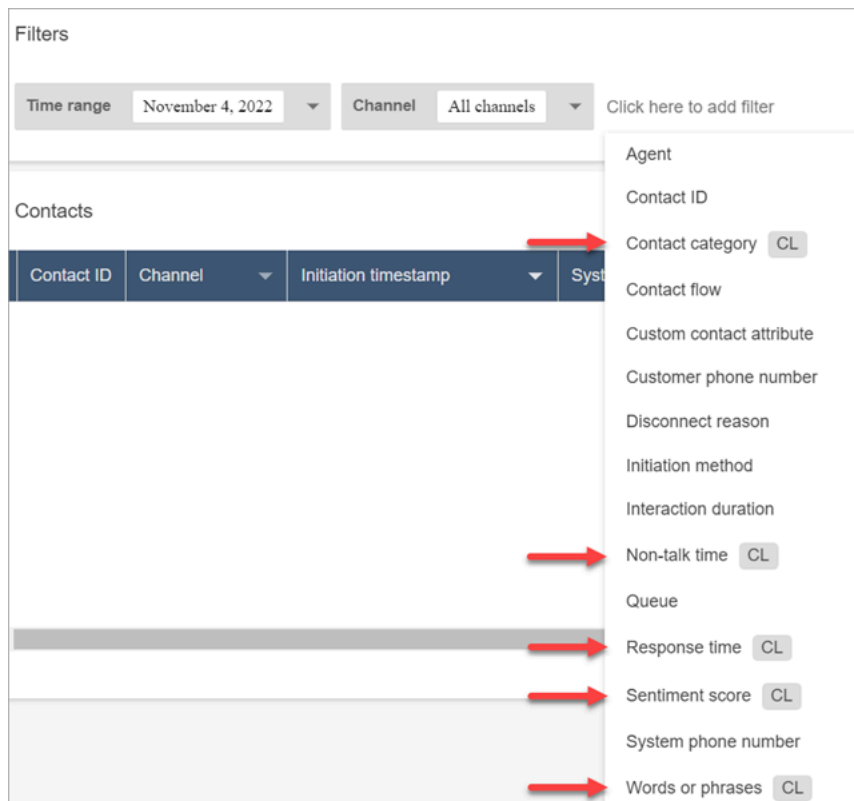 Filters
Time range November 4, 2022 Channel All channels Click here to add filter
Agent
Contact ID
Contacts
Contact category CL
Contact ID Channel Initiation timestamp Syst
Contact flow
Custom contact attribute
Customer phone number
Disconnect reason
Initiation method
Interaction duration
Non-talk time CL
Queue
Response time CL
Sentiment score CL
System phone number
Words or phrases CL